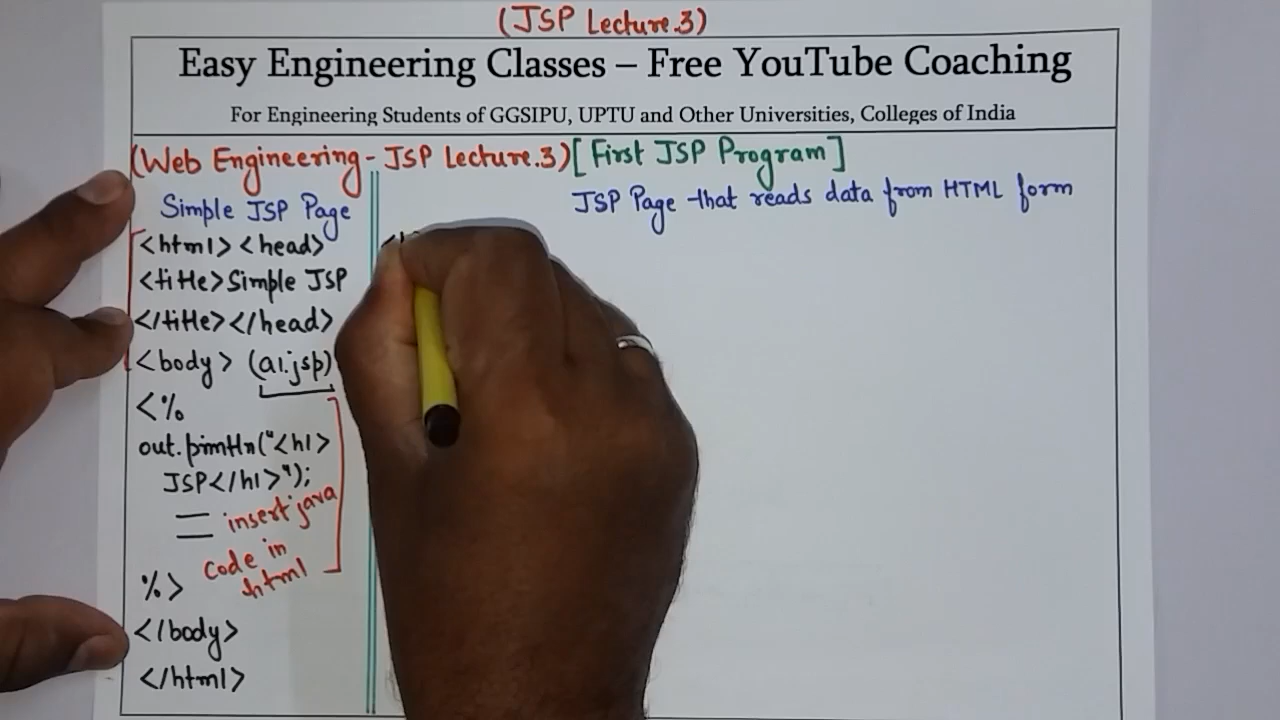 (JSP Lecture.3)
Easy Engineering Classes – Free YouTube Coaching
For Engineering Students of GGSIPU, UPTU and Other Universities, Colleges of India
(Web Engineering - JSP Lecture.3) [First JSP Program]
Simple JSP Page
<html> <head>
<title>Simple JSP
</title></head>
<body> (a1.jsp)
<%
out.println("<h1>
JSP</h1>");
insert java
code in
html
%>
</body>
</html>
JSP Page that reads data from HTML form